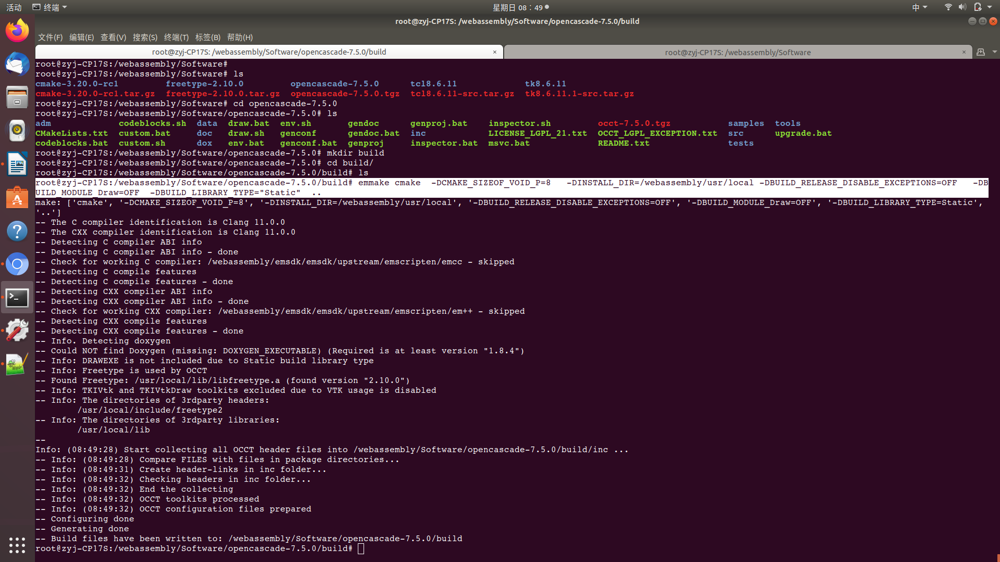 活动
终端
星期日 08：49
中
root@zyj-CP17S: /webassembly/Software/opencascade-7.5.0/build
文件(F) 编辑(E) 查看(V) 搜索(S) 终端(T) 标签(B) 帮助(H)
root@zyj-CP17S: /webassembly/Software/opencascade-7.5.0/build ×
root@zyj-CP17S: /webassembly/Software ×
root@zyj-CP17S:/webassembly/Software#
root@zyj-CP17S:/webassembly/Software# ls
cmake-3.20.0-rc1 freetype-2.10.0 opencascade-7.5.0 tcl8.6.11 tk8.6.11
cmake-3.20.0-rc1.tar.gz freetype-2.10.0.tar.gz opencascade-7.5.0.tgz tcl8.6.11-src.tar.gz tk8.6.11.1-src.tar.gz
root@zyj-CP17S:/webassembly/Software# cd opencascade-7.5.0
root@zyj-CP17S:/webassembly/Software/opencascade-7.5.0# ls
adm codeblocks.sh data draw.bat env.sh gendoc genproj.bat inspector.sh occt-7.5.0.tgz samples tools
CMakeLists.txt custom.bat doc draw.sh genconf gendoc.bat inc LICENSE_LGPL_21.txt OCCT_LGPL_EXCEPTION.txt src upgrade.bat
codeblocks.bat custom.sh dox env.bat genconf.bat genproj inspector.bat msvc.bat README.txt tests
root@zyj-CP17S:/webassembly/Software/opencascade-7.5.0# mkdir build
root@zyj-CP17S:/webassembly/Software/opencascade-7.5.0# cd build/
root@zyj-CP17S:/webassembly/Software/opencascade-7.5.0/build# ls
root@zyj-CP17S:/webassembly/Software/opencascade-7.5.0/build# emmake cmake -DCMAKE_SIZEOF_VOID_P=8 -DINSTALL_DIR=/webassembly/usr/local -DBUILD_RELEASE_DISABLE_EXCEPTIONS=OFF -DB
UILD_MODULE_Draw=OFF -DBUILD_LIBRARY_TYPE="Static" ..
make: ['cmake', '-DCMAKE_SIZEOF_VOID_P=8', '-DINSTALL_DIR=/webassembly/usr/local', '-DBUILD_RELEASE_DISABLE_EXCEPTIONS=OFF', '-DBUILD_MODULE_Draw=OFF', '-DBUILD_LIBRARY_TYPE=Static',
'..']
-- The C compiler identification is Clang 11.0.0
-- The CXX compiler identification is Clang 11.0.0
-- Detecting C compiler ABI info
-- Detecting C compiler ABI info - done
-- Check for working C compiler: /webassembly/emsdk/emsdk/upstream/emscripten/emcc - skipped
-- Detecting C compile features
-- Detecting C compile features - done
-- Detecting CXX compiler ABI info
-- Detecting CXX compiler ABI info - done
-- Check for working CXX compiler: /webassembly/emsdk/emsdk/upstream/emscripten/em++ - skipped
-- Detecting CXX compile features
-- Detecting CXX compile features - done
-- Info. Detecting doxygen
-- Could NOT find Doxygen (missing: DOXYGEN_EXECUTABLE) (Required is at least version "1.8.4")
-- Info: DRAWEXE is not included due to Static build library type
-- Info: Freetype is used by OCCT
-- Found Freetype: /usr/local/lib/libfreetype.a (found version "2.10.0")
-- Info: TKIVtk and TKIVtkDraw toolkits excluded due to VTK usage is disabled
-- Info: The directories of 3rdparty headers:
/usr/local/include/freetype2
-- Info: The directories of 3rdparty libraries:
/usr/local/lib
--
Info: (08:49:28) Start collecting all OCCT header files into /webassembly/Software/opencascade-7.5.0/build/inc ...
-- Info: (08:49:28) Compare FILES with files in package directories...
-- Info: (08:49:31) Create header-links in inc folder...
-- Info: (08:49:32) Checking headers in inc folder...
-- Info: (08:49:32) End the collecting
-- Info: (08:49:32) OCCT toolkits processed
-- Info: (08:49:32) OCCT configuration files prepared
-- Configuring done
-- Generating done
-- Build files have been written to: /webassembly/Software/opencascade-7.5.0/build
root@zyj-CP17S:/webassembly/Software/opencascade-7.5.0/build#